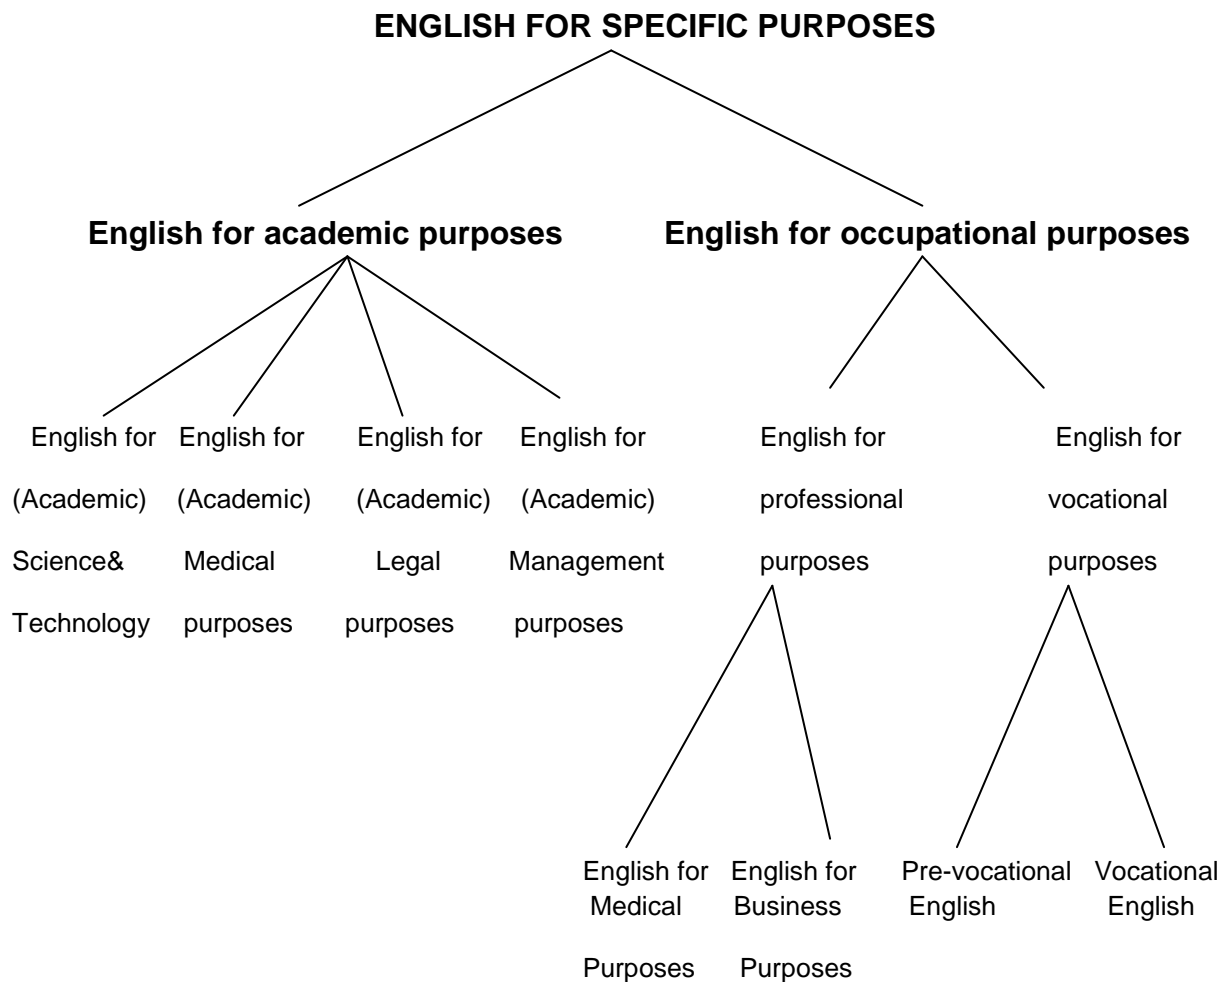 ENGLISH FOR SPECIFIC PURPOSES
English for academic purposes
English for occupational purposes
English for
(Academic)
Science&
Technology
English for
(Academic)
Medical
purposes
English for
(Academic)
Legal
purposes
English for
(Academic)
Management
purposes
English for
professional
purposes
English for
vocational
purposes
English for
Medical
Purposes
English for
Business
Purposes
Pre-vocational
English
Vocational
English